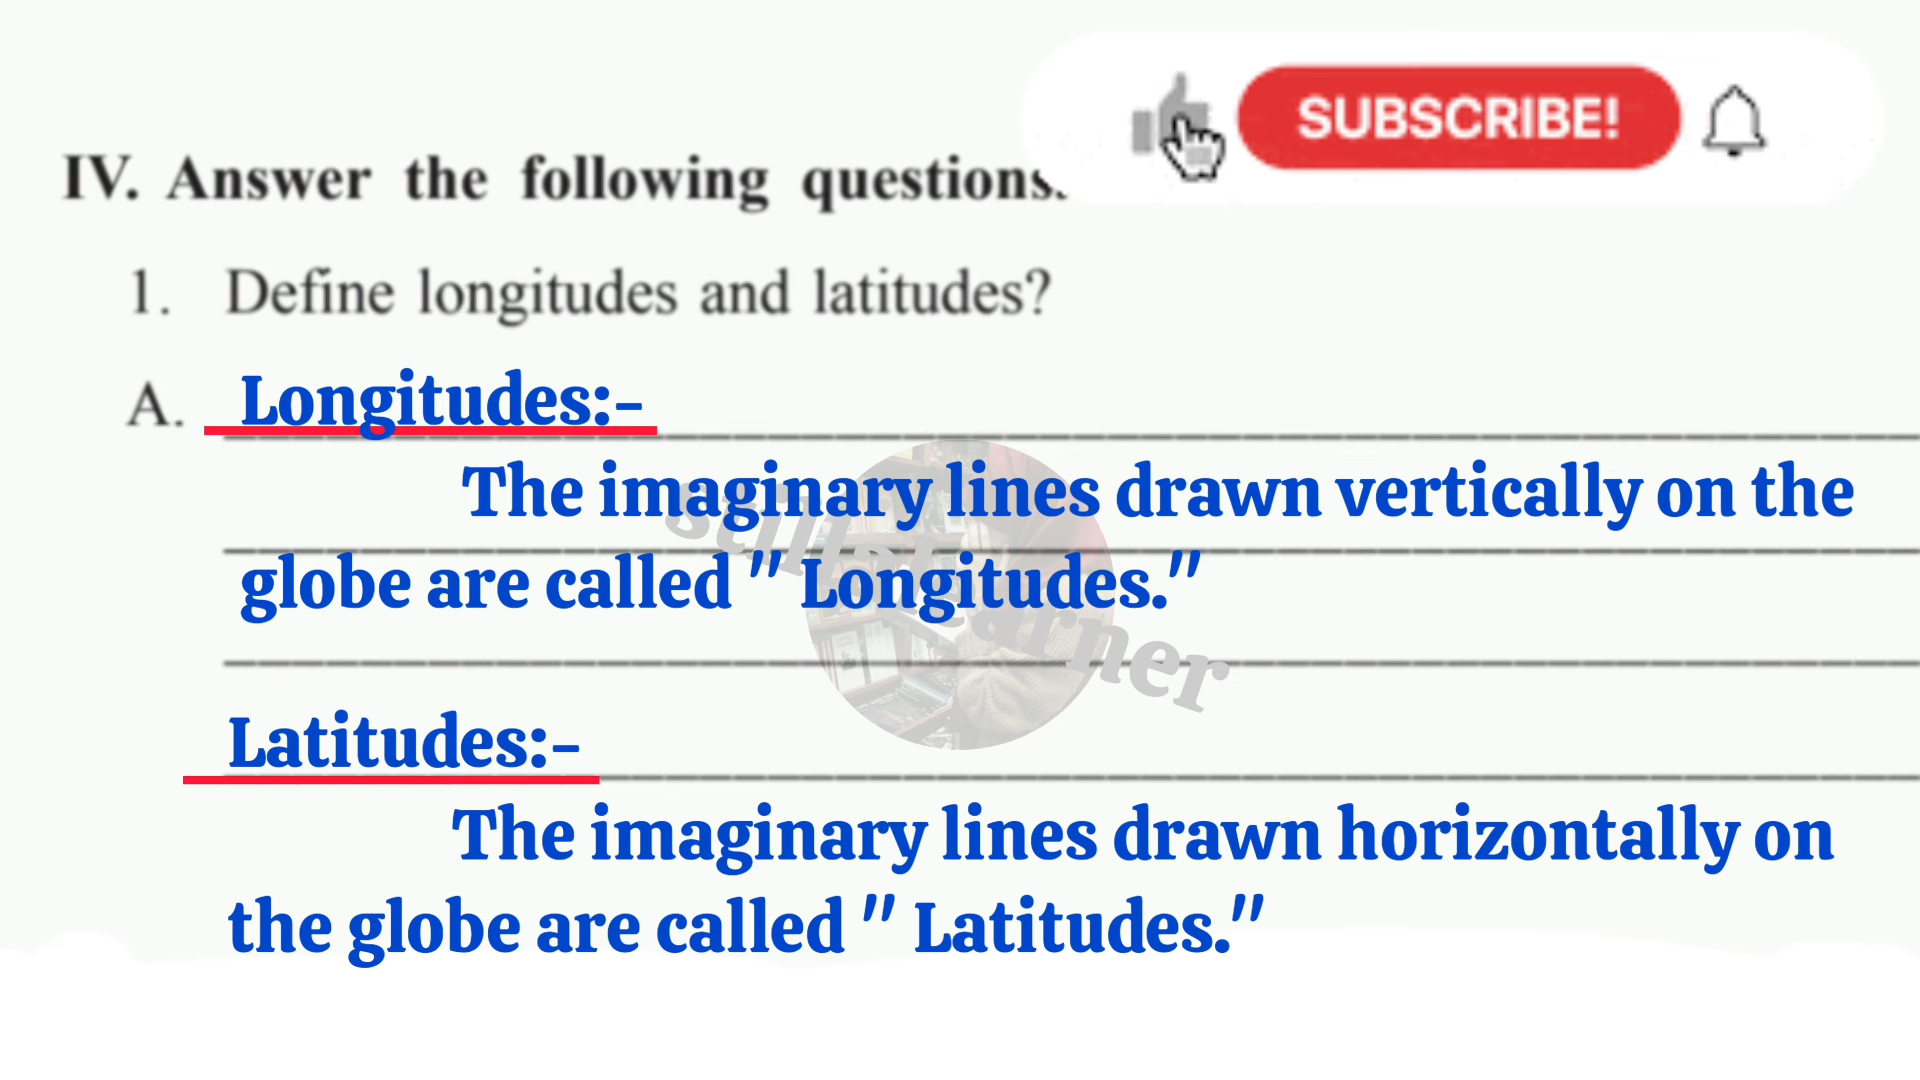 SUBSCRIBE!
IV. Answer the following questions.
1. Define longitudes and latitudes?
A. Longitudes:-
The imaginary lines drawn vertically on the
globe are called " Longitudes."
Latitudes:-
The imaginary lines drawn horizontally on
the globe are called " Latitudes."